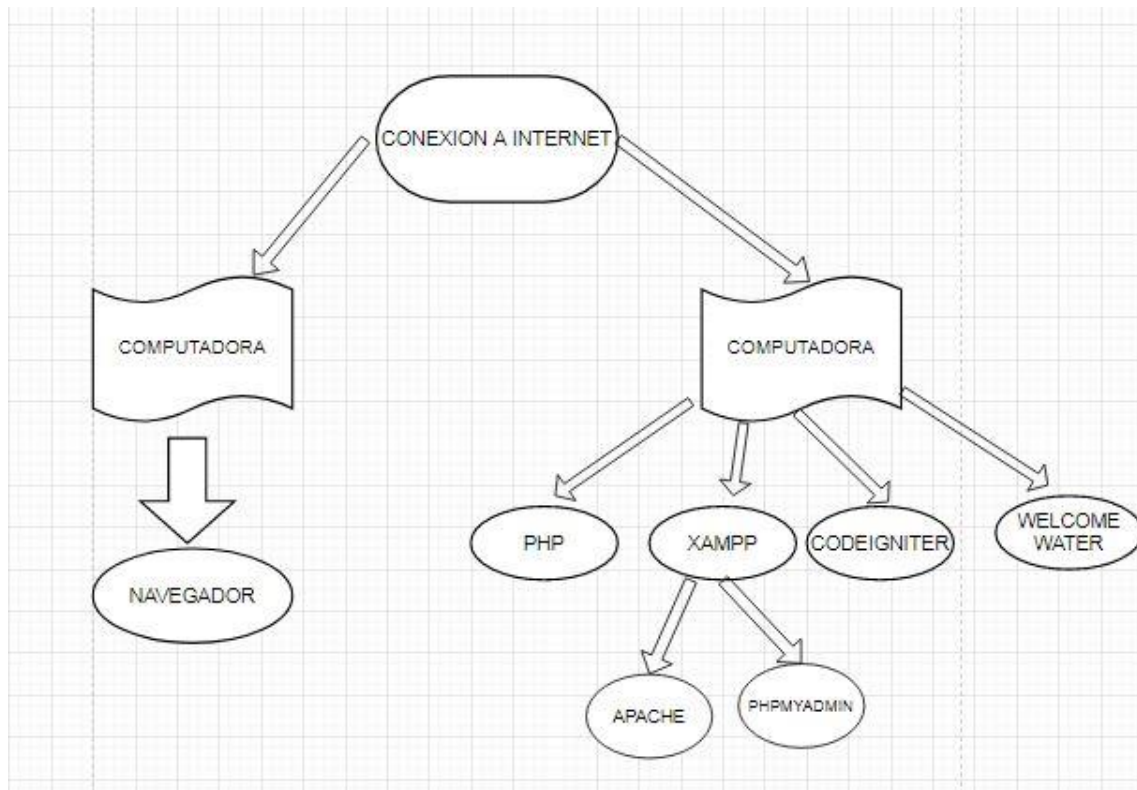 CONEXION A INTERNET
COMPUTADORA
COMPUTADORA
PHP
XAMPP
CODEIGNITER
WELCOME
WATER
NAVEGADOR
APACHE
PHPMYADMIN